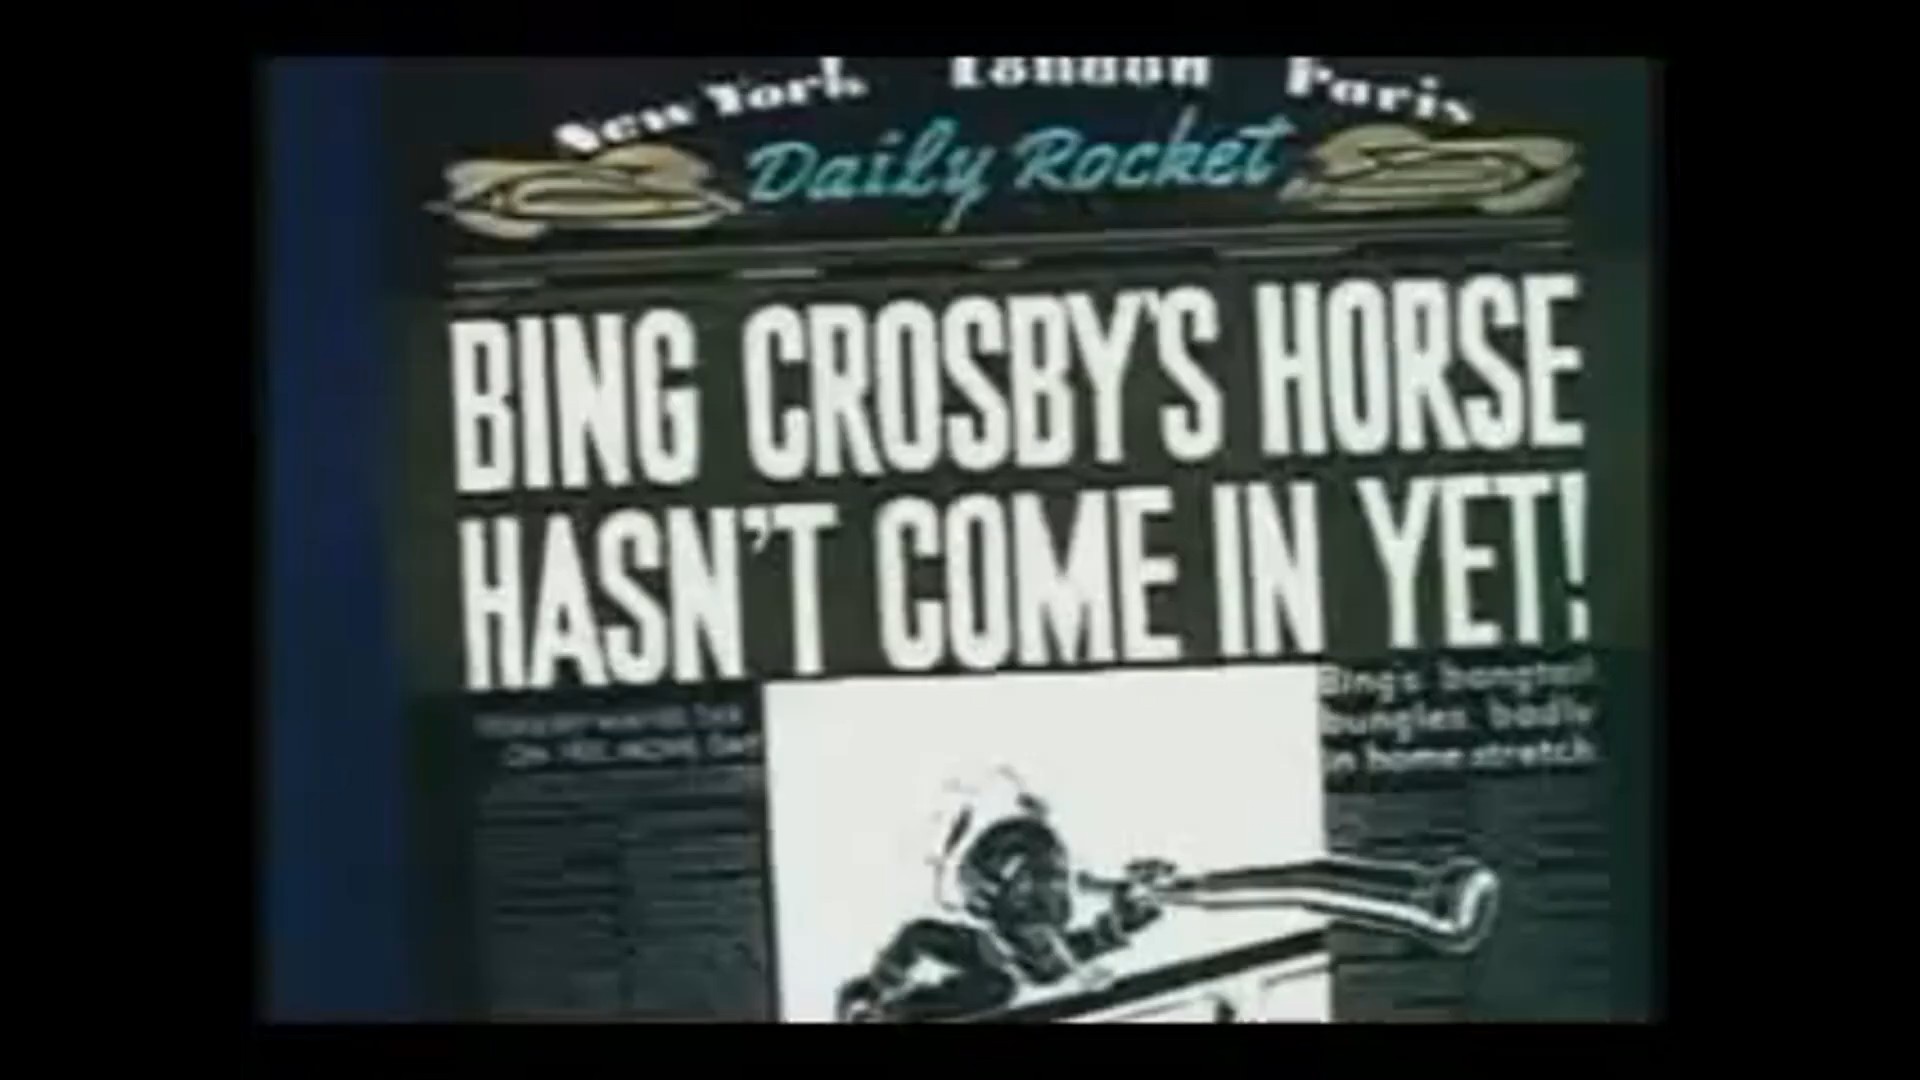 New York London Paris
Daily Rocket
BING CROSBY'S HORSE
HASN'T COME IN YET!
Bing's bangtail
bungles badly
in home stretch